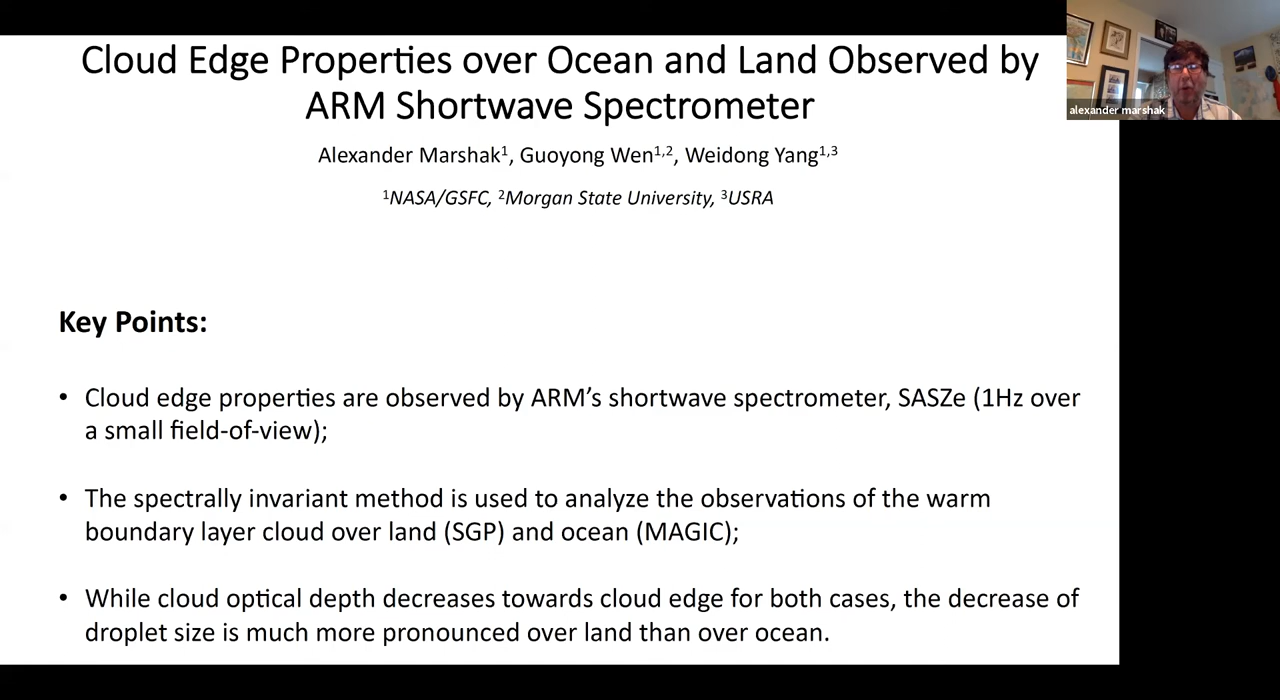 Cloud Edge Properties over Ocean and Land Observed by
ARM Shortwave Spectrometer
alexander marshak
Alexander Marshak¹, Guoyong Wen¹,², Weidong Yang¹,³
¹NASA/GSFC, ²Morgan State University, ³USRA
Key Points:
• Cloud edge properties are observed by ARM’s shortwave spectrometer, SASZe (1Hz over
a small field-of-view);
• The spectrally invariant method is used to analyze the observations of the warm
boundary layer cloud over land (SGP) and ocean (MAGIC);
• While cloud optical depth decreases towards cloud edge for both cases, the decrease of
droplet size is much more pronounced over land than over ocean.